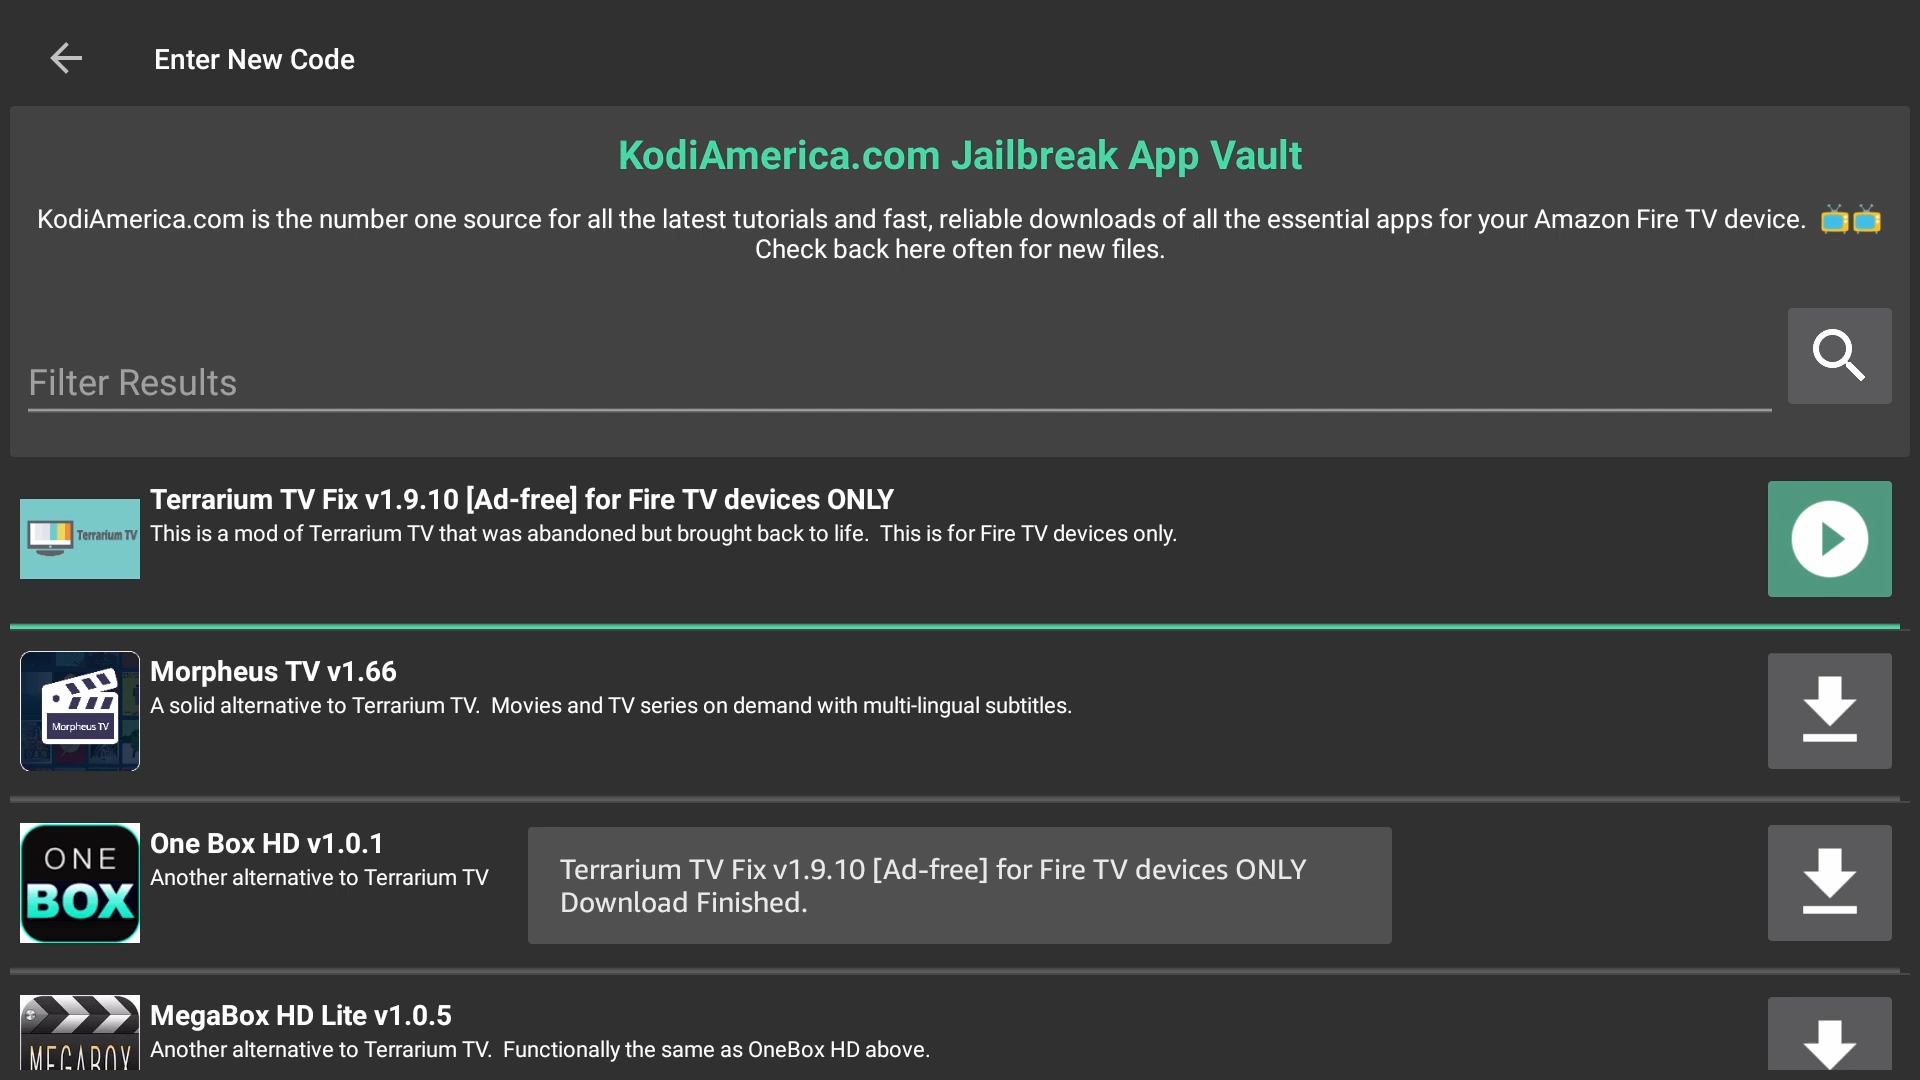 Enter New Code
KodiAmerica.com Jailbreak App Vault
KodiAmerica.com is the number one source for all the latest tutorials and fast, reliable downloads of all the essential apps for your Amazon Fire TV device. 📺📺
Check back here often for new files.
Filter Results
Terrarium TV Fix v1.9.10 [Ad-free] for Fire TV devices ONLY
Terrarium TV
This is a mod of Terrarium TV that was abandoned but brought back to life. This is for Fire TV devices only.
Morpheus TV v1.66
A solid alternative to Terrarium TV. Movies and TV series on demand with multi-lingual subtitles.
Morpheus TV
One Box HD v1.0.1
Another alternative to Terrarium TV
ONE
BOX
Terrarium TV Fix v1.9.10 [Ad-free] for Fire TV devices ONLY
Download Finished.
MegaBox HD Lite v1.0.5
Another alternative to Terrarium TV. Functionally the same as OneBox HD above.
MEGABOX